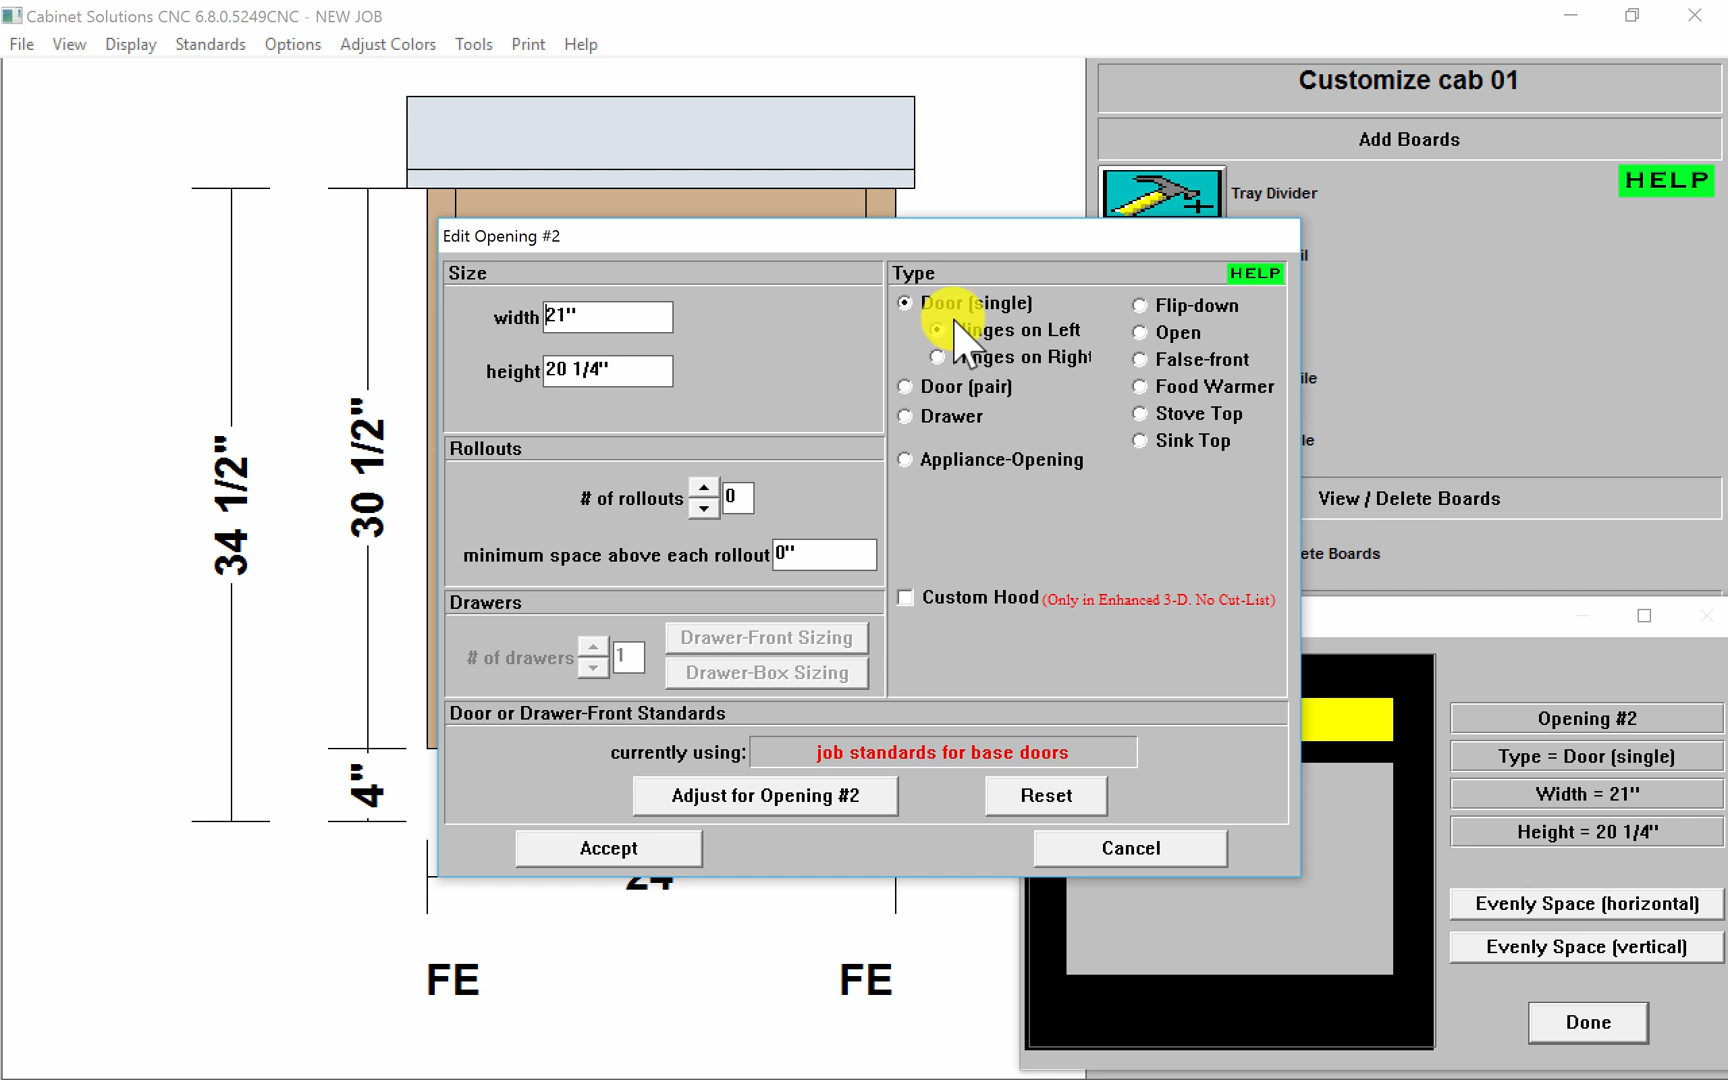 Cabinet Solutions CNC 6.8.0.5249CNC - NEW JOB
File View Display Standards Options Adjust Colors Tools Print Help
Customize cab 01
Add Boards
Tray Divider
HELP
il
ile
le
View / Delete Boards
ete Boards
34 1/2"
30 1/2"
4"
24
FE
FE
Edit Opening #2
Size
width 21"
height 20 1/4"
Rollouts
# of rollouts 0
minimum space above each rollout 0"
Drawers
# of drawers 1
Drawer-Front Sizing
Drawer-Box Sizing
Type
HELP
Door (single)
Hinges on Left
Hinges on Right
Door (pair)
Drawer
Appliance-Opening
Flip-down
Open
False-front
Food Warmer
Stove Top
Sink Top
Custom Hood (Only in Enhanced 3-D. No Cut-List)
Door or Drawer-Front Standards
currently using: job standards for base doors
Adjust for Opening #2
Reset
Accept
Cancel
Opening #2
Type = Door (single)
Width = 21"
Height = 20 1/4"
Evenly Space (horizontal)
Evenly Space (vertical)
Done